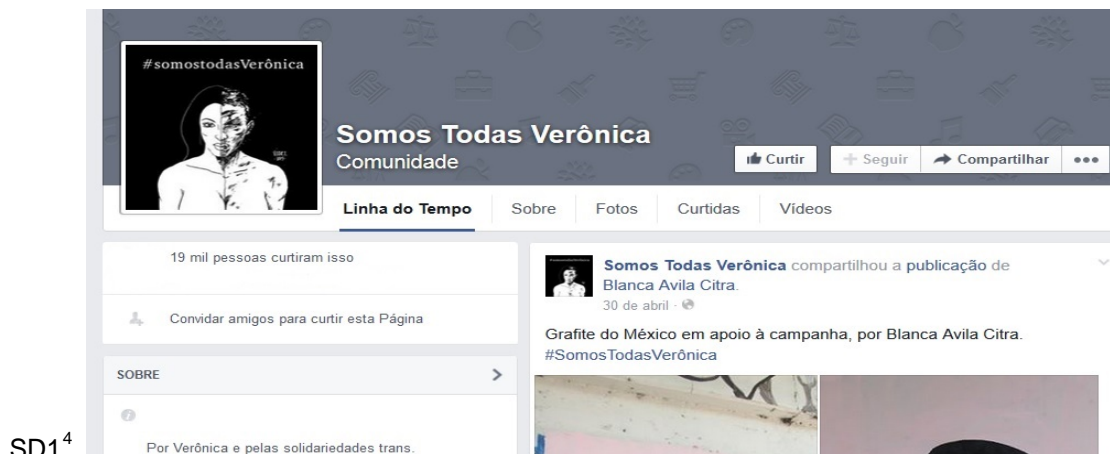 #somostodasVerônica
Somos Todas Verônica
Comunidade
Curtir
Seguir
Compartilhar
Linha do Tempo
Sobre
Fotos
Curtidas
Vídeos
19 mil pessoas curtiram isso
Convidar amigos para curtir esta Página
SOBRE
Por Verônica e pelas solidariedades trans.
Somos Todas Verônica compartilhou a publicação de
Blanca Avila Citra.
30 de abril ·
Grafite do México em apoio à campanha, por Blanca Avila Citra.
#SomosTodasVerônica
SD1⁴